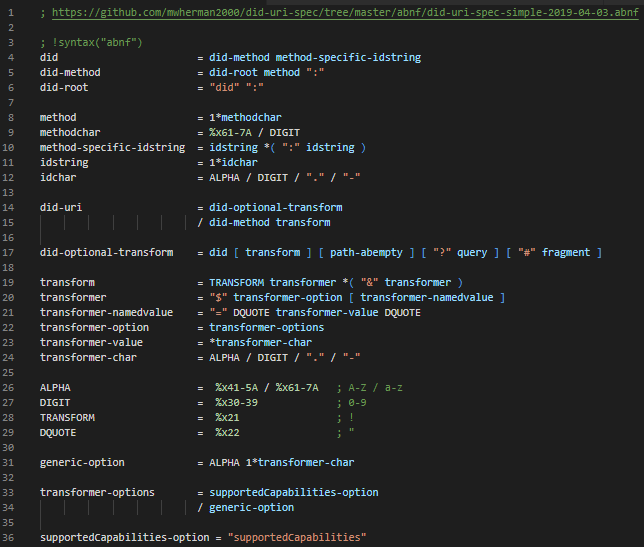 1 ; https://github.com/mwherman2000/did-uri-spec/tree/master/abnf/did-uri-spec-simple-2019-04-03.abnf
2
3 ; !syntax("abnf")
4 did = did-method method-specific-idstring
5 did-method = did-root method ":"
6 did-root = "did" ":"
7
8 method = 1*methodchar
9 methodchar = %x61-7A / DIGIT
10 method-specific-idstring = idstring *( ":" idstring )
11 idstring = 1*idchar
12 idchar = ALPHA / DIGIT / "." / "-"
13
14 did-uri = did-optional-transform
15 / did-method transform
16
17 did-optional-transform = did [ transform ] [ path-abempty ] [ "?" query ] [ "#" fragment ]
18
19 transform = TRANSFORM transformer *( "&" transformer )
20 transformer = "$" transformer-option [ transformer-namedvalue ]
21 transformer-namedvalue = "=" DQUOTE transformer-value DQUOTE
22 transformer-option = transformer-options
23 transformer-value = *transformer-char
24 transformer-char = ALPHA / DIGIT / "." / "-"
25
26 ALPHA = %x41-5A / %x61-7A ; A-Z / a-z
27 DIGIT = %x30-39 ; 0-9
28 TRANSFORM = %x21 ; !
29 DQUOTE = %x22 ; "
30
31 generic-option = ALPHA 1*transformer-char
32
33 transformer-options = supportedCapabilities-option
34 / generic-option
35
36 supportedCapabilities-option = "supportedCapabilities"